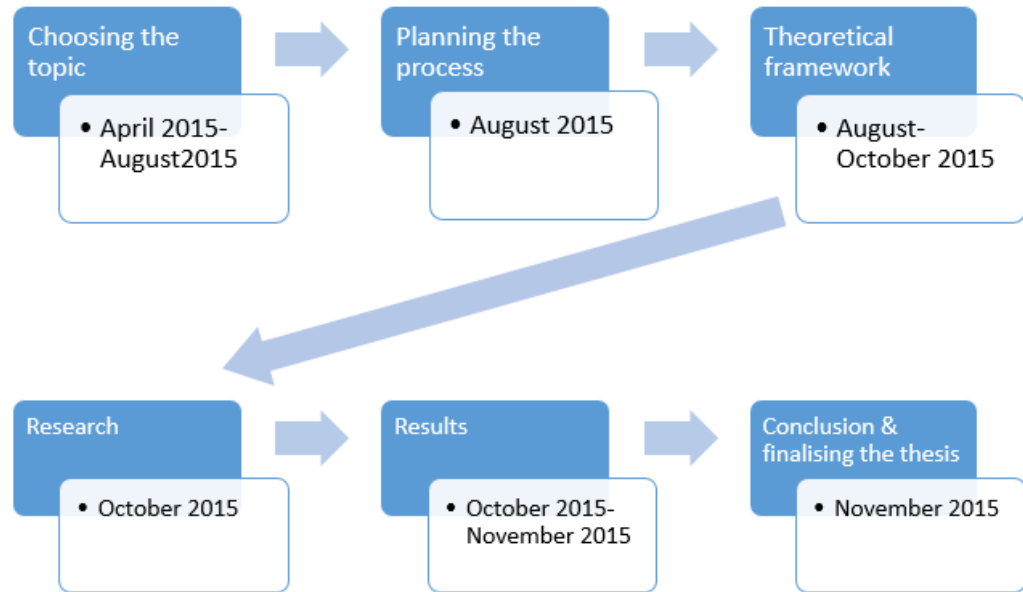 Choosing the
topic
• April 2015-
August2015
Planning the
process
• August 2015
Theoretical
framework
• August-
October 2015
Research
• October 2015
Results
• October 2015-
November 2015
Conclusion &
finalising the thesis
• November 2015